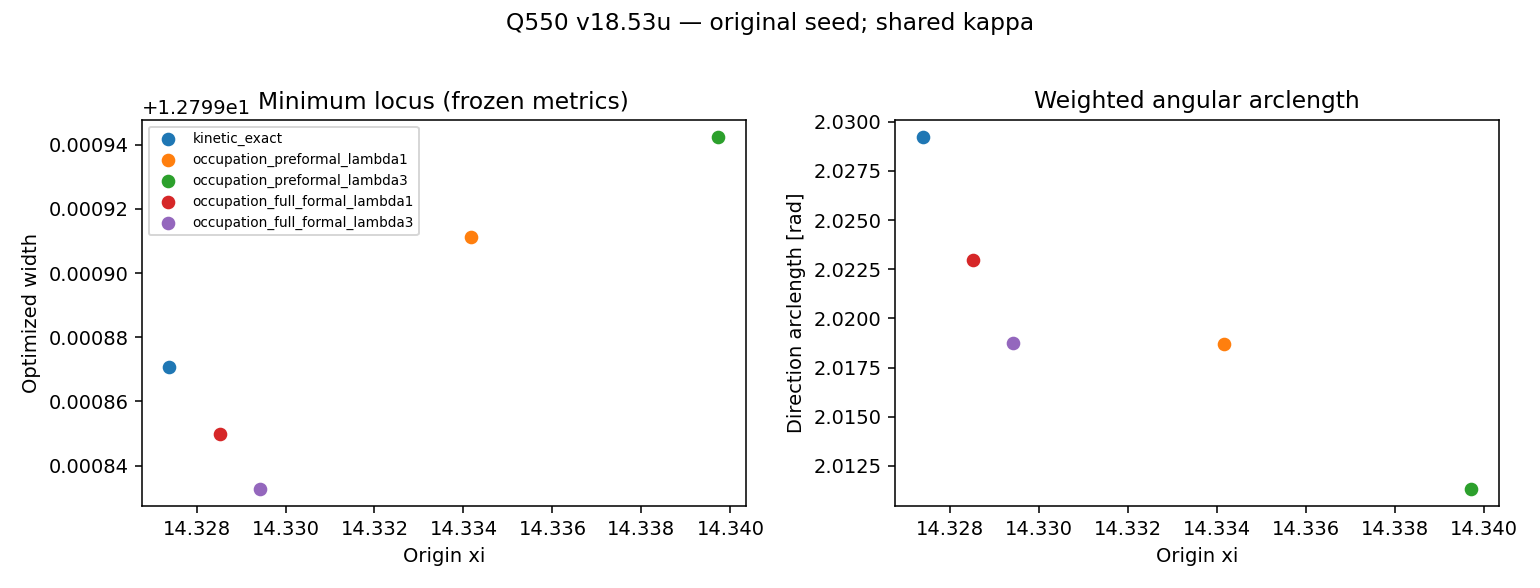 Q550 v18.53u — original seed; shared kappa
+1.2799e1
Minimum locus (frozen metrics)
kinetic_exact
occupation_preformal_lambda1
occupation_preformal_lambda3
occupation_full_formal_lambda1
occupation_full_formal_lambda3
Optimized width
0.00094
0.00092
0.00090
0.00088
0.00086
0.00084
14.328 14.330 14.332 14.334 14.336 14.338 14.340
Origin xi
Weighted angular arclength
Direction arclength [rad]
2.0300
2.0275
2.0250
2.0225
2.0200
2.0175
2.0150
2.0125
14.328 14.330 14.332 14.334 14.336 14.338 14.340
Origin xi